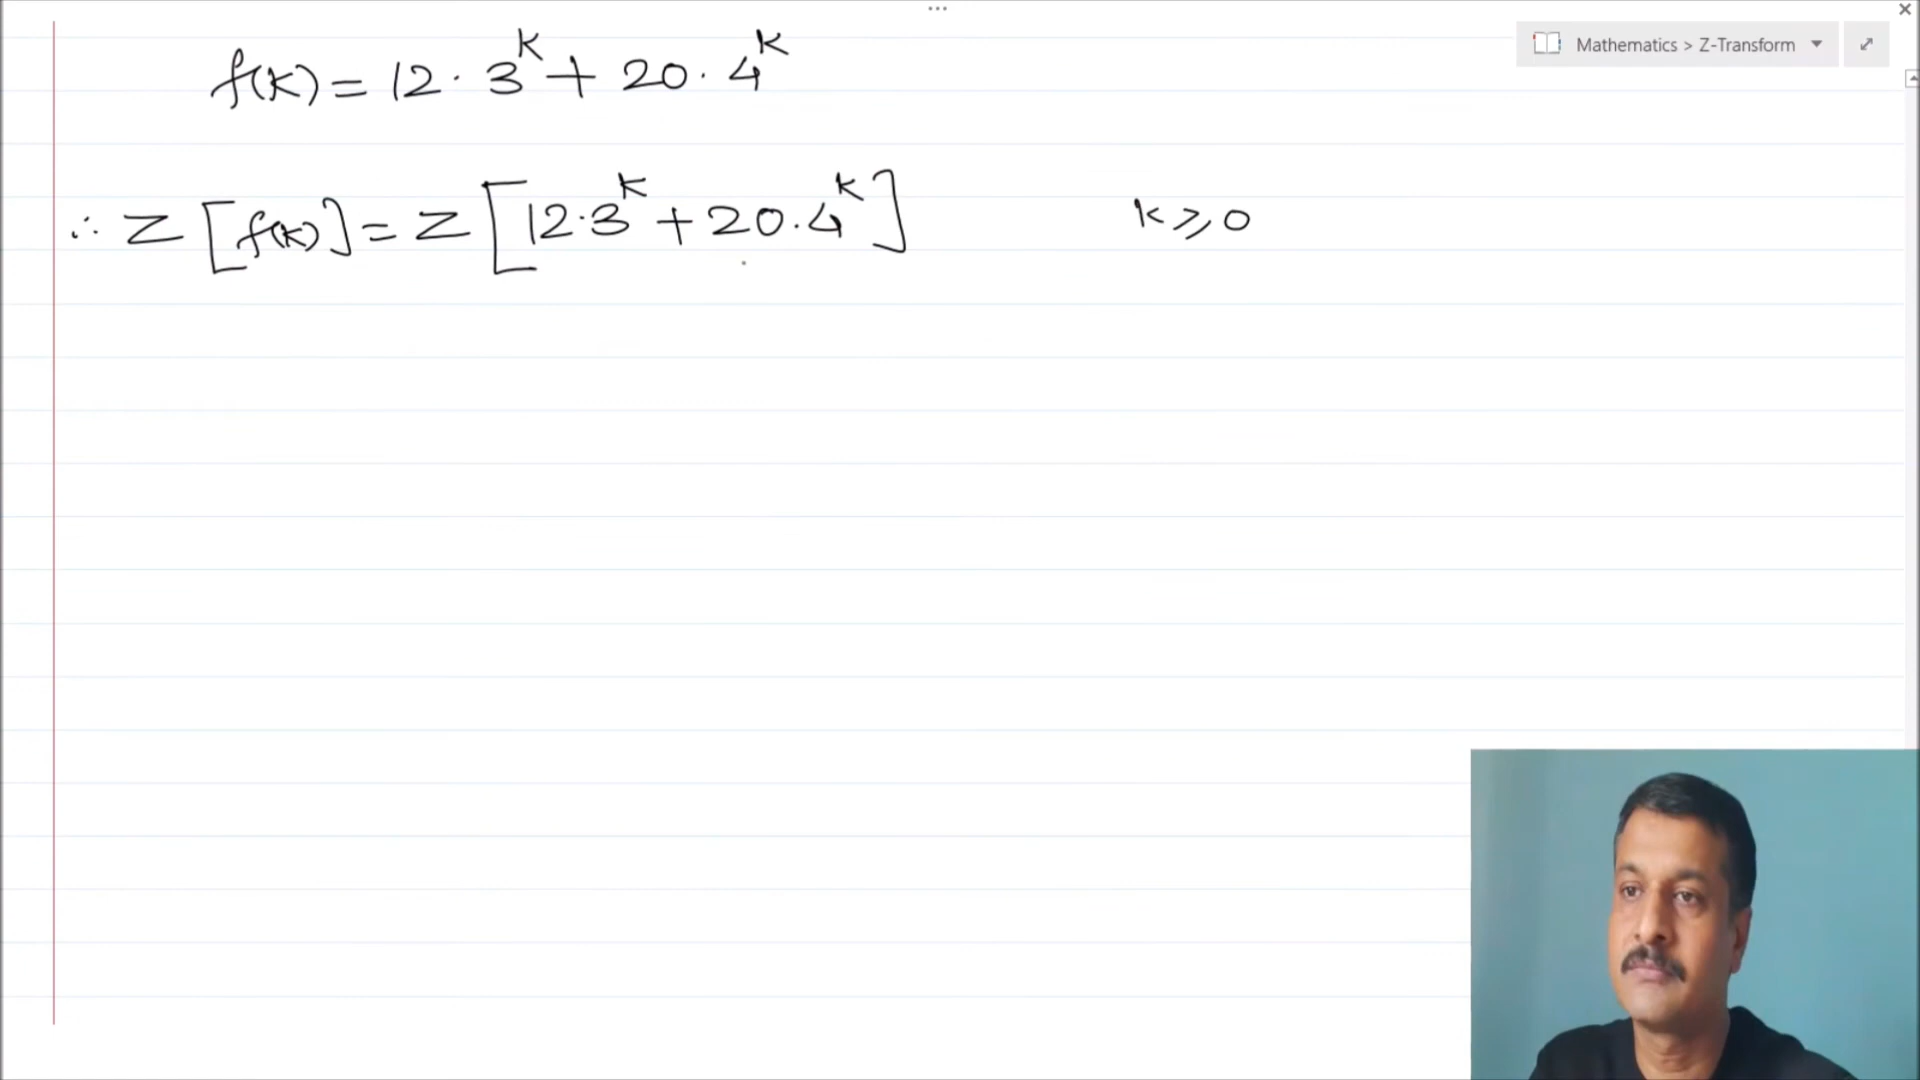 f(k) = 12 · 3^k + 20 · 4^k
Mathematics > Z-Transform
∴ Z [f(k)] = Z [12·3^k + 20·4^k] k ⩾ 0